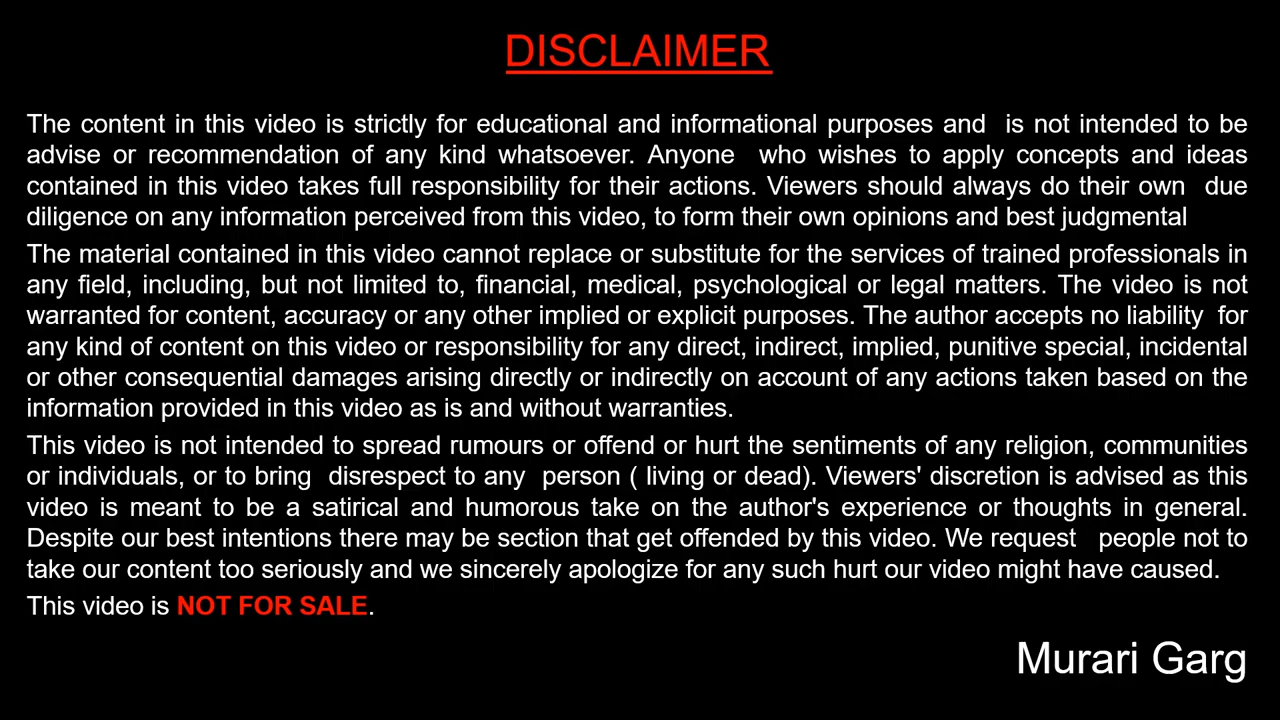 DISCLAIMER
The content in this video is strictly for educational and informational purposes and is not intended to be
advise or recommendation of any kind whatsoever. Anyone who wishes to apply concepts and ideas
contained in this video takes full responsibility for their actions. Viewers should always do their own due
diligence on any information perceived from this video, to form their own opinions and best judgmental
The material contained in this video cannot replace or substitute for the services of trained professionals in
any field, including, but not limited to, financial, medical, psychological or legal matters. The video is not
warranted for content, accuracy or any other implied or explicit purposes. The author accepts no liability for
any kind of content on this video or responsibility for any direct, indirect, implied, punitive special, incidental
or other consequential damages arising directly or indirectly on account of any actions taken based on the
information provided in this video as is and without warranties.
This video is not intended to spread rumours or offend or hurt the sentiments of any religion, communities
or individuals, or to bring disrespect to any person ( living or dead). Viewers' discretion is advised as this
video is meant to be a satirical and humorous take on the author's experience or thoughts in general.
Despite our best intentions there may be section that get offended by this video. We request people not to
take our content too seriously and we sincerely apologize for any such hurt our video might have caused.
This video is NOT FOR SALE.
Murari Garg